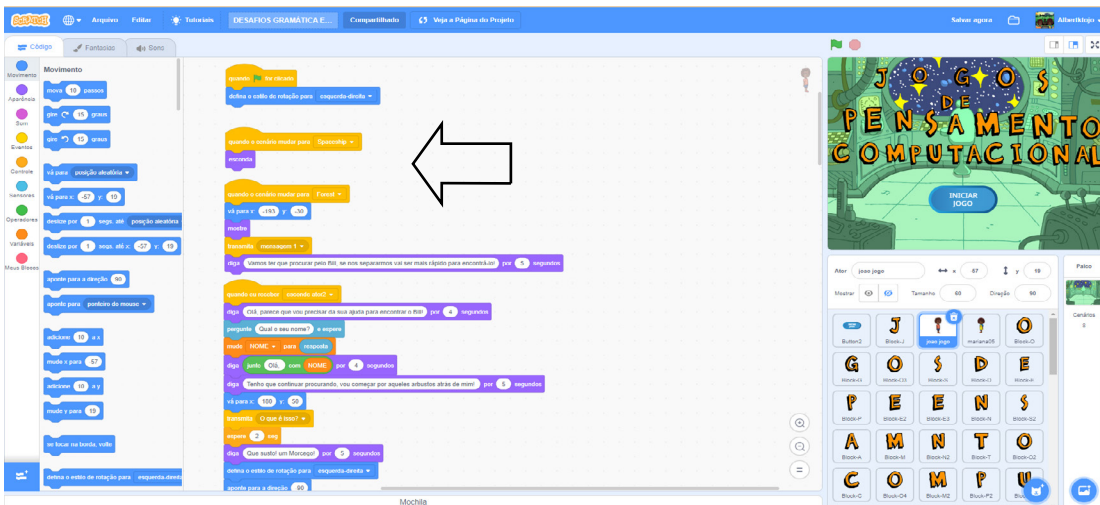 SCRATCH Arquivo Editar Tutoriais DESAFIOS GRAMÁTICA E... Compartilhado Veja a Página do Projeto Salvar agora Albertklojo
Código Fantasias Sons
Movimento
Aparência
Som
Eventos
Controle
Sensores
Operadores
Variáveis
Meus Blocos
Movimento
mova 10 passos
gire 15 graus
gire 15 graus
vá para posição aleatória
vá para x: -57 y: 19
deslize por 1 segs. até posição aleatória
deslize por 1 segs. até x: -57 y: 19
aponte para a direção 90
aponte para ponteiro do mouse
adicione 10 a x
mude x para -57
adicione 10 a y
mude y para 19
se tocar na borda, volte
defina o estilo de rotação para esquerda-direita
quando for clicado
defina o estilo de rotação para esquerda-direita
quando o cenário mudar para Spaceship
esconda
quando o cenário mudar para Forest
vá para x: -193 y: -30
mostre
transmita mensagem 1
diga Vamos ter que procurar pelo Bill, se nos separarmos vai ser mais rápido para encontrá-lo! por 5 segundos
quando eu receber esconde ator2
diga Olá, parece que vou precisar da sua ajuda para encontrar o Bill! por 4 segundos
pergunte Qual o seu nome? e espere
mude NOME para resposta
diga junte Olá, com NOME por 4 segundos
diga Tenho que continuar procurando, vou começar por aqueles arbustos atrás de mim! por 5 segundos
vá para x: 180 y: 50
transmita O que é isso?
espere 2 seg
diga Que susto! um Morcego! por 5 segundos
defina o estilo de rotação para esquerda-direita
aponte para a direção 90
Mochila
JOGOS
DE
PENSAMENTO
COMPUTACIONAL
INICIAR
JOGO
Ator joao jogo x 67 y 19
Mostrar Tamanho 60 Direção 90
Palco
Cenários
8
J O
Button2 Block-J joao jogo mariana05 Block-O
G O S D E
Block-G Block-O3 Block-S Block-D Block-E
P E E N S
Block-P Block-E2 Block-E3 Block-N Block-S2
A M N T O
Block-A Block-M Block-N2 Block-T Block-O2
C O M P U
Block-C Block-O4 Block-M2 Block-P2